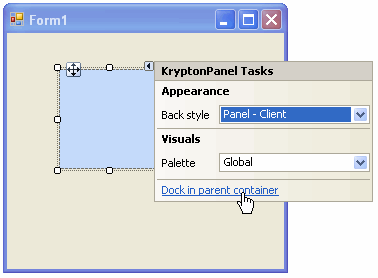 Form1
KryptonPanel Tasks
Appearance
Back style Panel - Client
Visuals
Palette Global
Dock in parent container